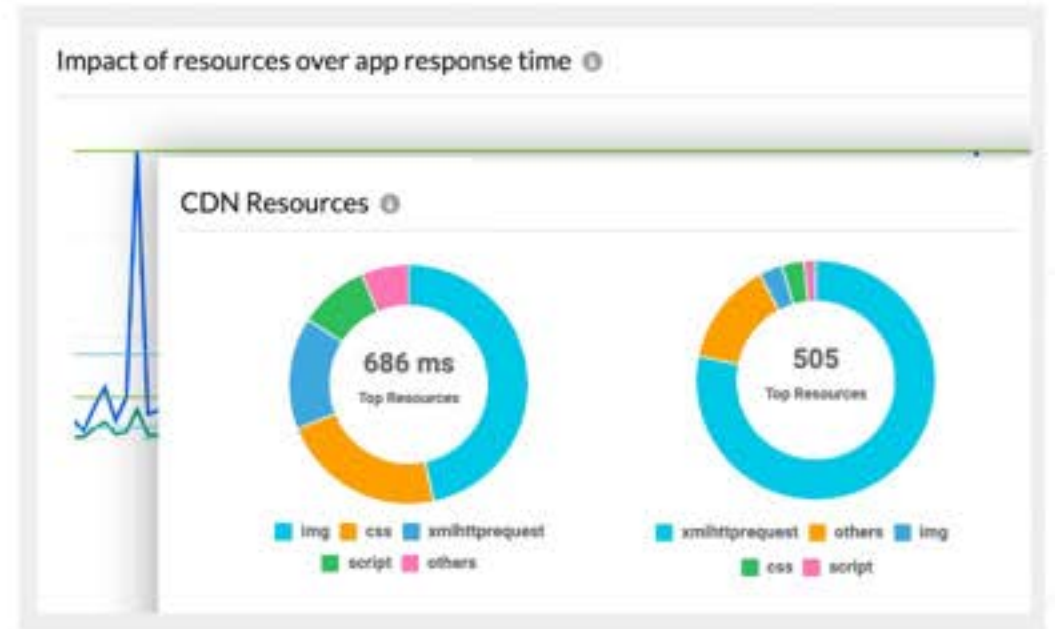 Impact of resources over app response time
CDN Resources
686 ms
Top Resources
505
Top Resources
img css xmlhttprequest
script others
xmlhttprequest others img
css script